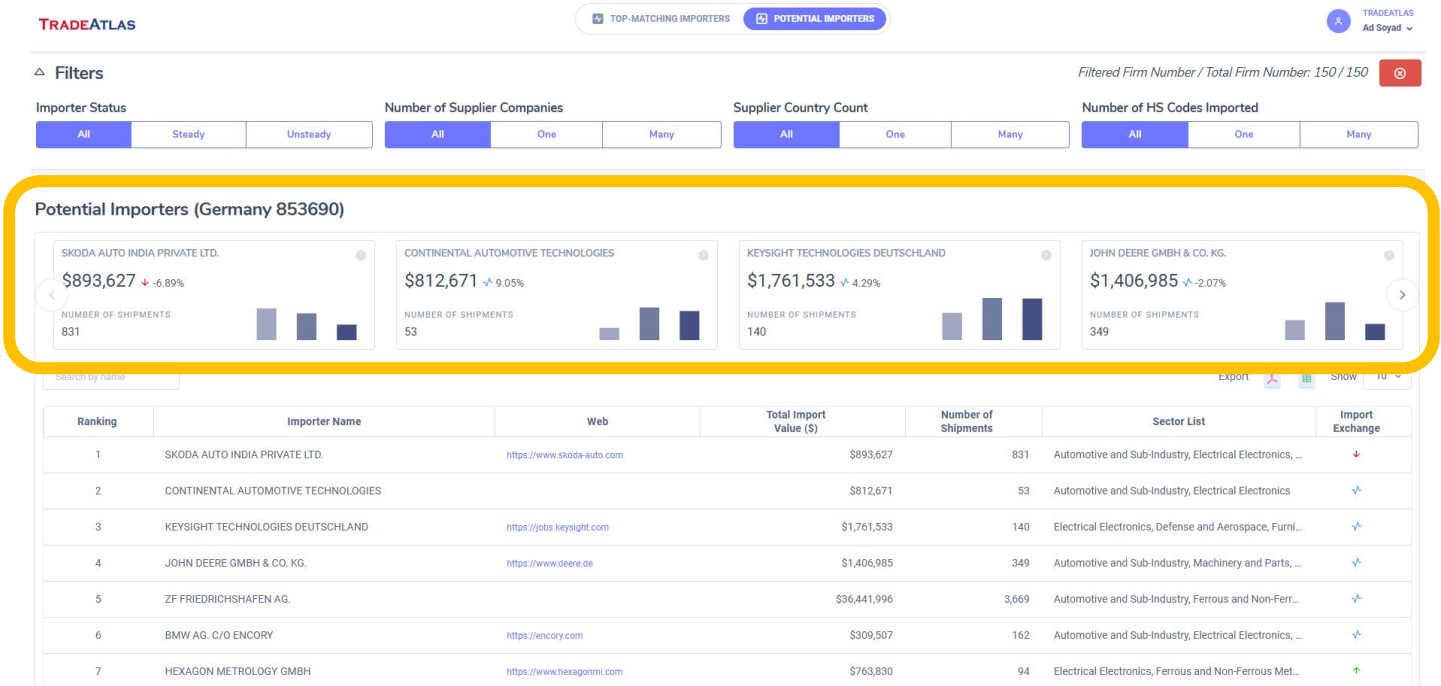 TRADEATLAS
TOP-MATCHING IMPORTERS
POTENTIAL IMPORTERS
TRADEATLAS
Ad Soyad
Filters
Filtered Firm Number / Total Firm Number: 150 / 150
Importer Status Number of Supplier Companies Supplier Country Count Number of HS Codes Imported
All Steady Unsteady All One Many All One Many All One Many
Potential Importers (Germany 853690)
SKODA AUTO INDIA PRIVATE LTD.
$893,627 -6.89%
NUMBER OF SHIPMENTS
831
CONTINENTAL AUTOMOTIVE TECHNOLOGIES
$812,671 9.05%
NUMBER OF SHIPMENTS
53
KEYSIGHT TECHNOLOGIES DEUTSCHLAND
$1,761,533 4.29%
NUMBER OF SHIPMENTS
140
JOHN DEERE GMBH & CO. KG.
$1,406,985 -2.07%
NUMBER OF SHIPMENTS
349
Search by name
Export Show 10
Ranking Importer Name Web Total Import Value ($) Number of Shipments Sector List Import Exchange
1 SKODA AUTO INDIA PRIVATE LTD. https://www.skoda-auto.com $893,627 831 Automotive and Sub-Industry, Electrical Electronics, ...
2 CONTINENTAL AUTOMOTIVE TECHNOLOGIES $812,671 53 Automotive and Sub-Industry, Electrical Electronics
3 KEYSIGHT TECHNOLOGIES DEUTSCHLAND https://jobs.keysight.com $1,761,533 140 Electrical Electronics, Defense and Aerospace, Furni...
4 JOHN DEERE GMBH & CO. KG. https://www.deere.de $1,406,985 349 Automotive and Sub-Industry, Machinery and Parts, ...
5 ZF FRIEDRICHSHAFEN AG. $36,441,996 3,669 Automotive and Sub-Industry, Ferrous and Non-Ferr...
6 BMW AG. C/O ENCORY https://encory.com $309,507 162 Automotive and Sub-Industry, Electrical Electronics, ...
7 HEXAGON METROLOGY GMBH https://www.hexagonmi.com $763,830 94 Electrical Electronics, Ferrous and Non-Ferrous Met...